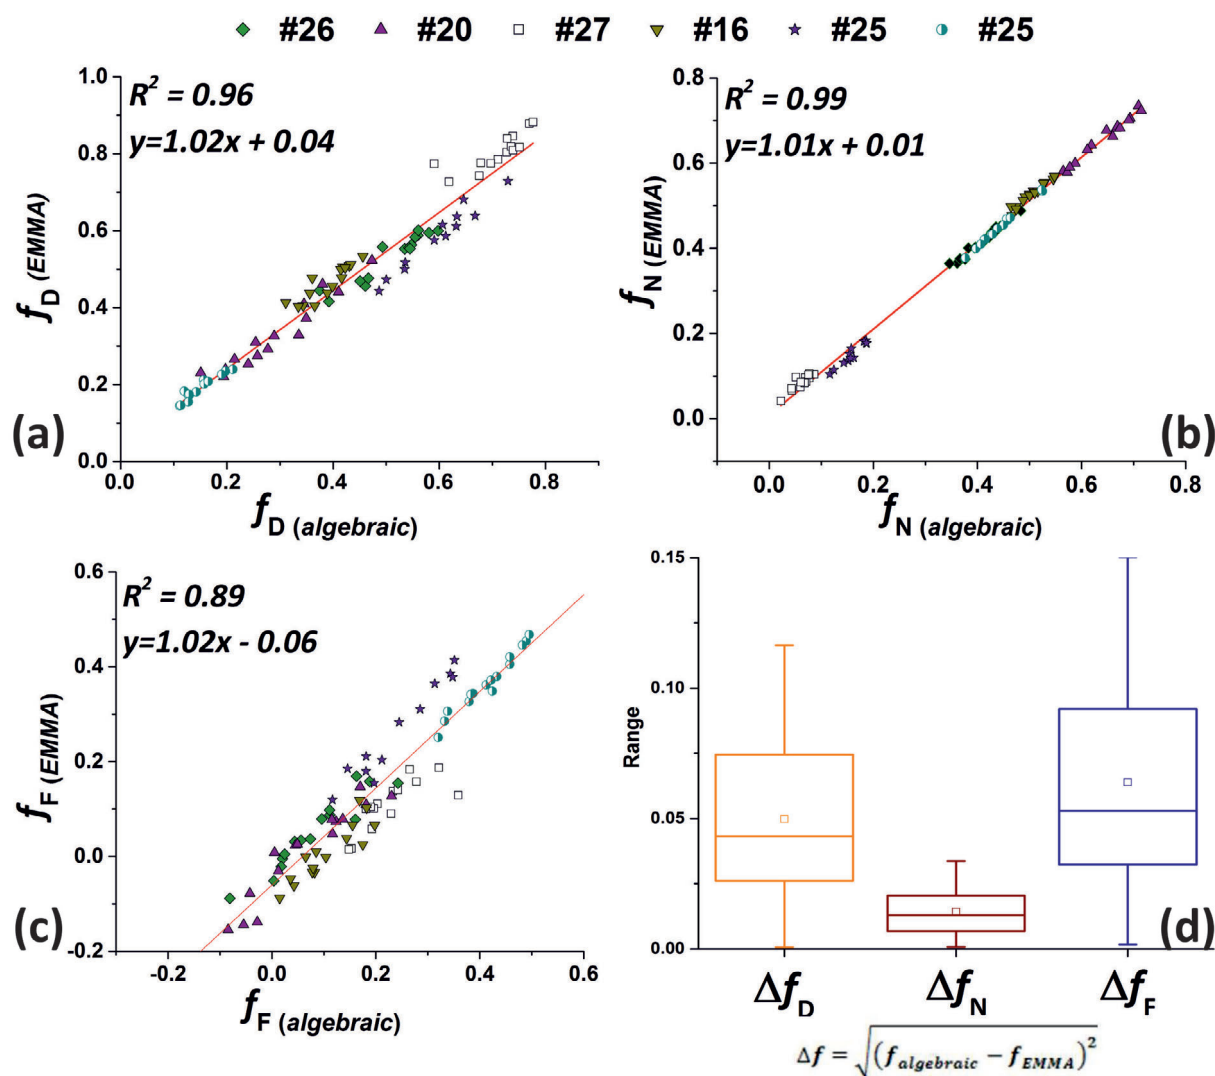 #26 #20 #27 #16 #25 #25
R² = 0.96
y=1.02x + 0.04
1.0
0.8
0.6
0.4
0.2
0.0
0.0 0.2 0.4 0.6 0.8
f_D (EMMA)
f_D (algebraic)
(a)
R² = 0.99
y=1.01x + 0.01
0.8
0.6
0.4
0.2
0.0
0.0 0.2 0.4 0.6 0.8
f_N (EMMA)
f_N (algebraic)
(b)
R² = 0.89
y=1.02x - 0.06
0.6
0.4
0.2
0.0
-0.2
-0.2 0.0 0.2 0.4 0.6
f_F (EMMA)
f_F (algebraic)
(c)
0.15
0.10
0.05
0.00
Range
Δf_D Δf_N Δf_F
(d)
Δf = √(f_algebraic − f_EMMA)²